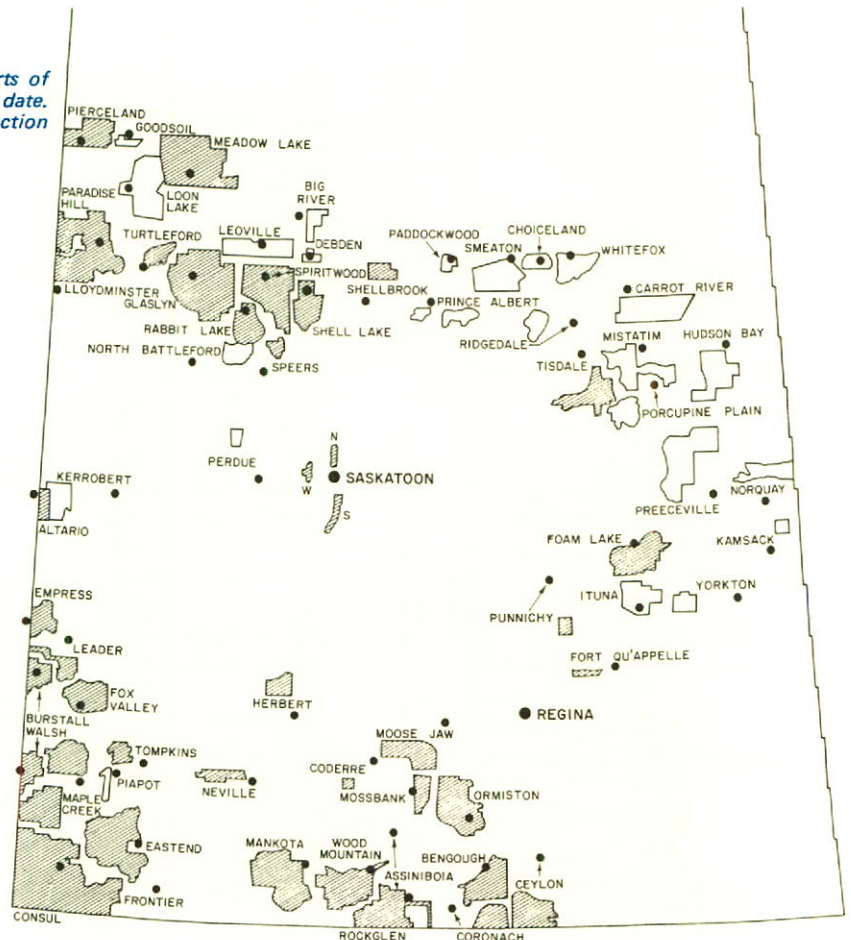 rts of
date.
ction
PIERCELAND
GOODSOIL
MEADOW LAKE
PARADISE
HILL
LOON
LAKE
BIG
RIVER
TURTLEFORD
LEOVILLE
DEBDEN
PADDOCKWOOD
CHOICELAND
SMEATON
WHITEFOX
SPIRITWOOD
LLOYDMINSTER
GLASLYN
SHELLBROOK
PRINCE ALBERT
CARROT RIVER
RABBIT LAKE
SHELL LAKE
RIDGEDALE
MISTATIM
HUDSON BAY
NORTH BATTLEFORD
SPEERS
TISDALE
PORCUPINE PLAIN
PERDUE
N
W
SASKATOON
S
KERROBERT
ALTARIO
NORQUAY
PREECEVILLE
FOAM LAKE
KAMSACK
EMPRESS
ITUNA
YORKTON
PUNNICHY
LEADER
FORT QU'APPELLE
FOX
VALLEY
HERBERT
REGINA
BURSTALL
WALSH
MOOSE JAW
TOMPKINS
CODERRE
PIAPOT
NEVILLE
MOSSBANK
ORMISTON
MAPLE
CREEK
EASTEND
MANKOTA
WOOD
MOUNTAIN
BENGOUGH
ASSINIBOIA
CEYLON
FRONTIER
CONSUL
ROCKGLEN
CORONACH